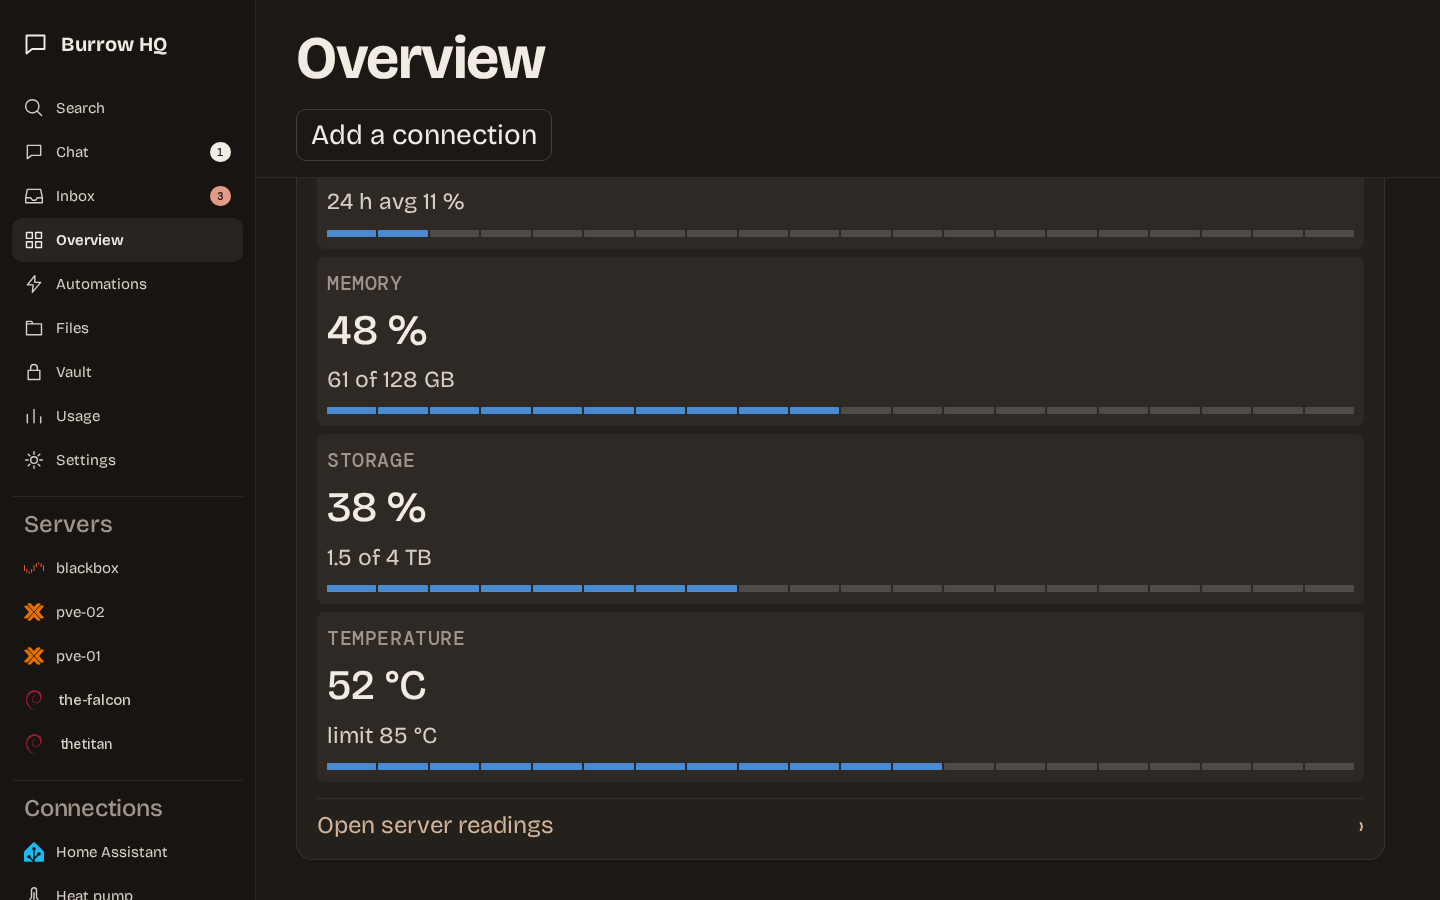 Burrow HQ
Search
Chat 1
Inbox 3
Overview
Automations
Files
Vault
Usage
Settings
Servers
blackbox
pve-02
pve-01
the-falcon
thetitan
Connections
Home Assistant
Heat pump
Overview
Add a connection
24 h avg 11 %
MEMORY
48 %
61 of 128 GB
STORAGE
38 %
1.5 of 4 TB
TEMPERATURE
52 °C
limit 85 °C
Open server readings ›